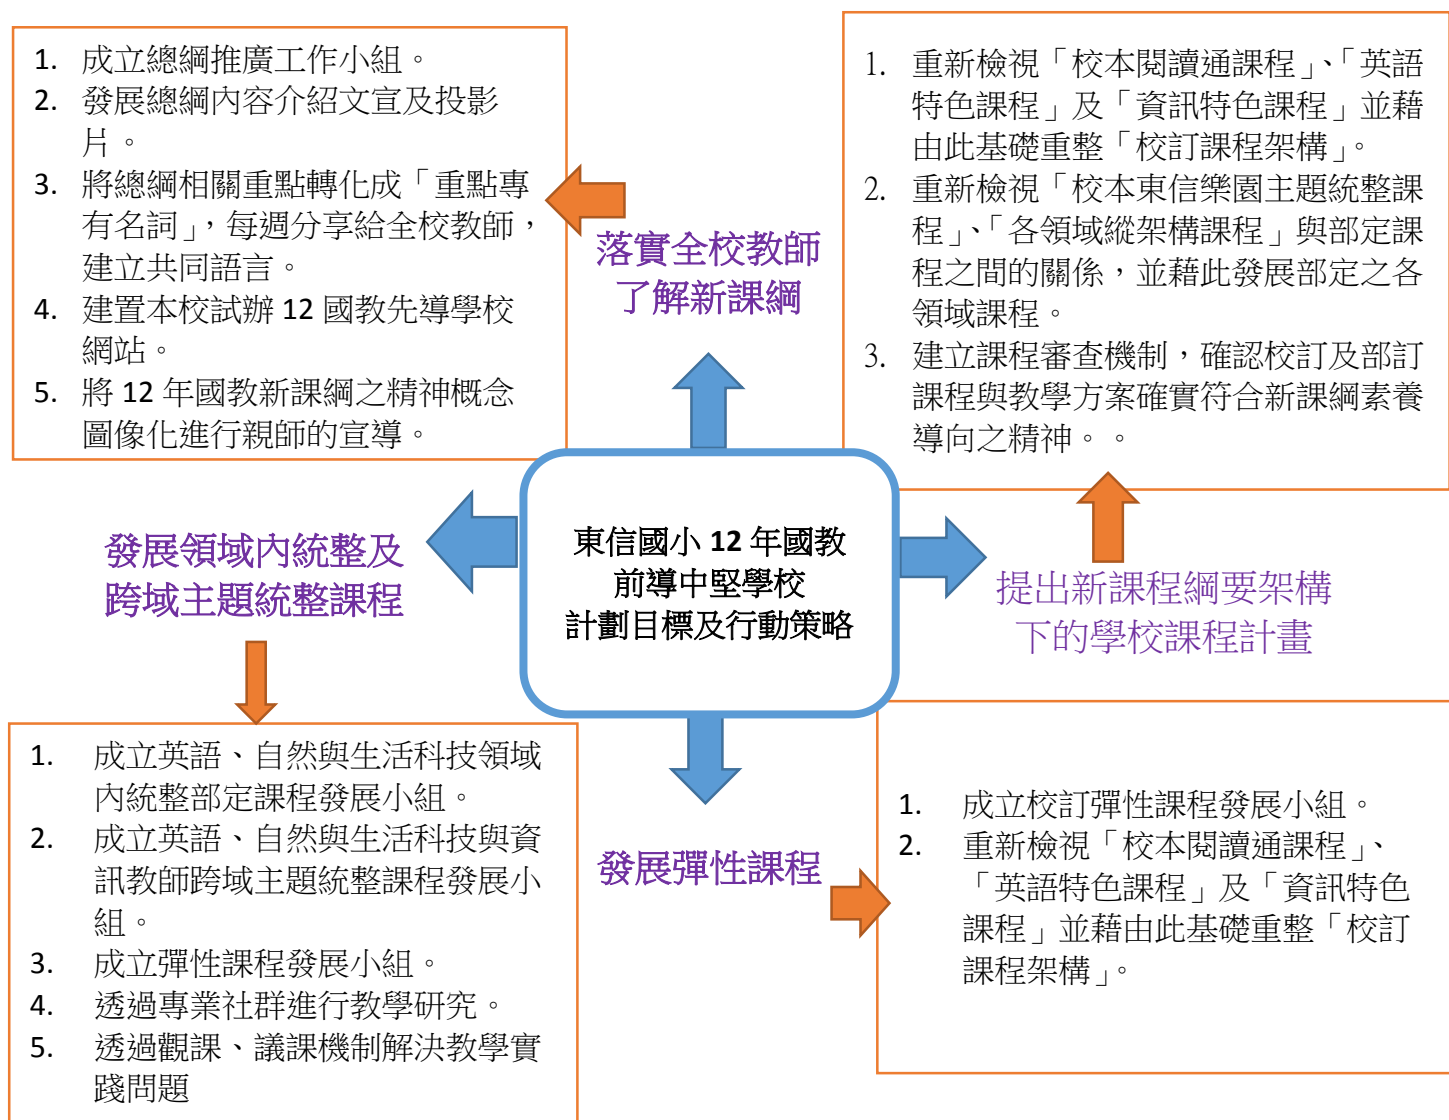 1. 成立總綱推廣工作小組。
2. 發展總綱內容介紹文宣及投影
片。
3. 將總綱相關重點轉化成「重點專
有名詞」，每週分享給全校教師，
建立共同語言。
4. 建置本校試辦 12 國教先導學校
網站。
5. 將 12 年國教新課綱之精神概念
圖像化進行親師的宣導。
落實全校教師
了解新課綱
1. 重新檢視「校本閱讀通課程」、「英語
特色課程」及「資訊特色課程」並藉
由此基礎重整「校訂課程架構」。
2. 重新檢視「校本東信樂園主題統整課
程」、「各領域縱架構課程」與部定課
程之間的關係，並藉此發展部定之各
領域課程。
3. 建立課程審查機制，確認校訂及部訂
課程與教學方案確實符合新課綱素養
導向之精神。。
發展領域內統整及
跨域主題統整課程
東信國小 12 年國教
前導中堅學校
計劃目標及行動策略
提出新課程綱要架構
下的學校課程計畫
1. 成立英語、自然與生活科技領域
內統整部定課程發展小組。
2. 成立英語、自然與生活科技與資
訊教師跨域主題統整課程發展小
組。
3. 成立彈性課程發展小組。
4. 透過專業社群進行教學研究。
5. 透過觀課、議課機制解決教學實
踐問題
發展彈性課程
1. 成立校訂彈性課程發展小組。
2. 重新檢視「校本閱讀通課程」、
「英語特色課程」及「資訊特色
課程」並藉由此基礎重整「校訂
課程架構」。